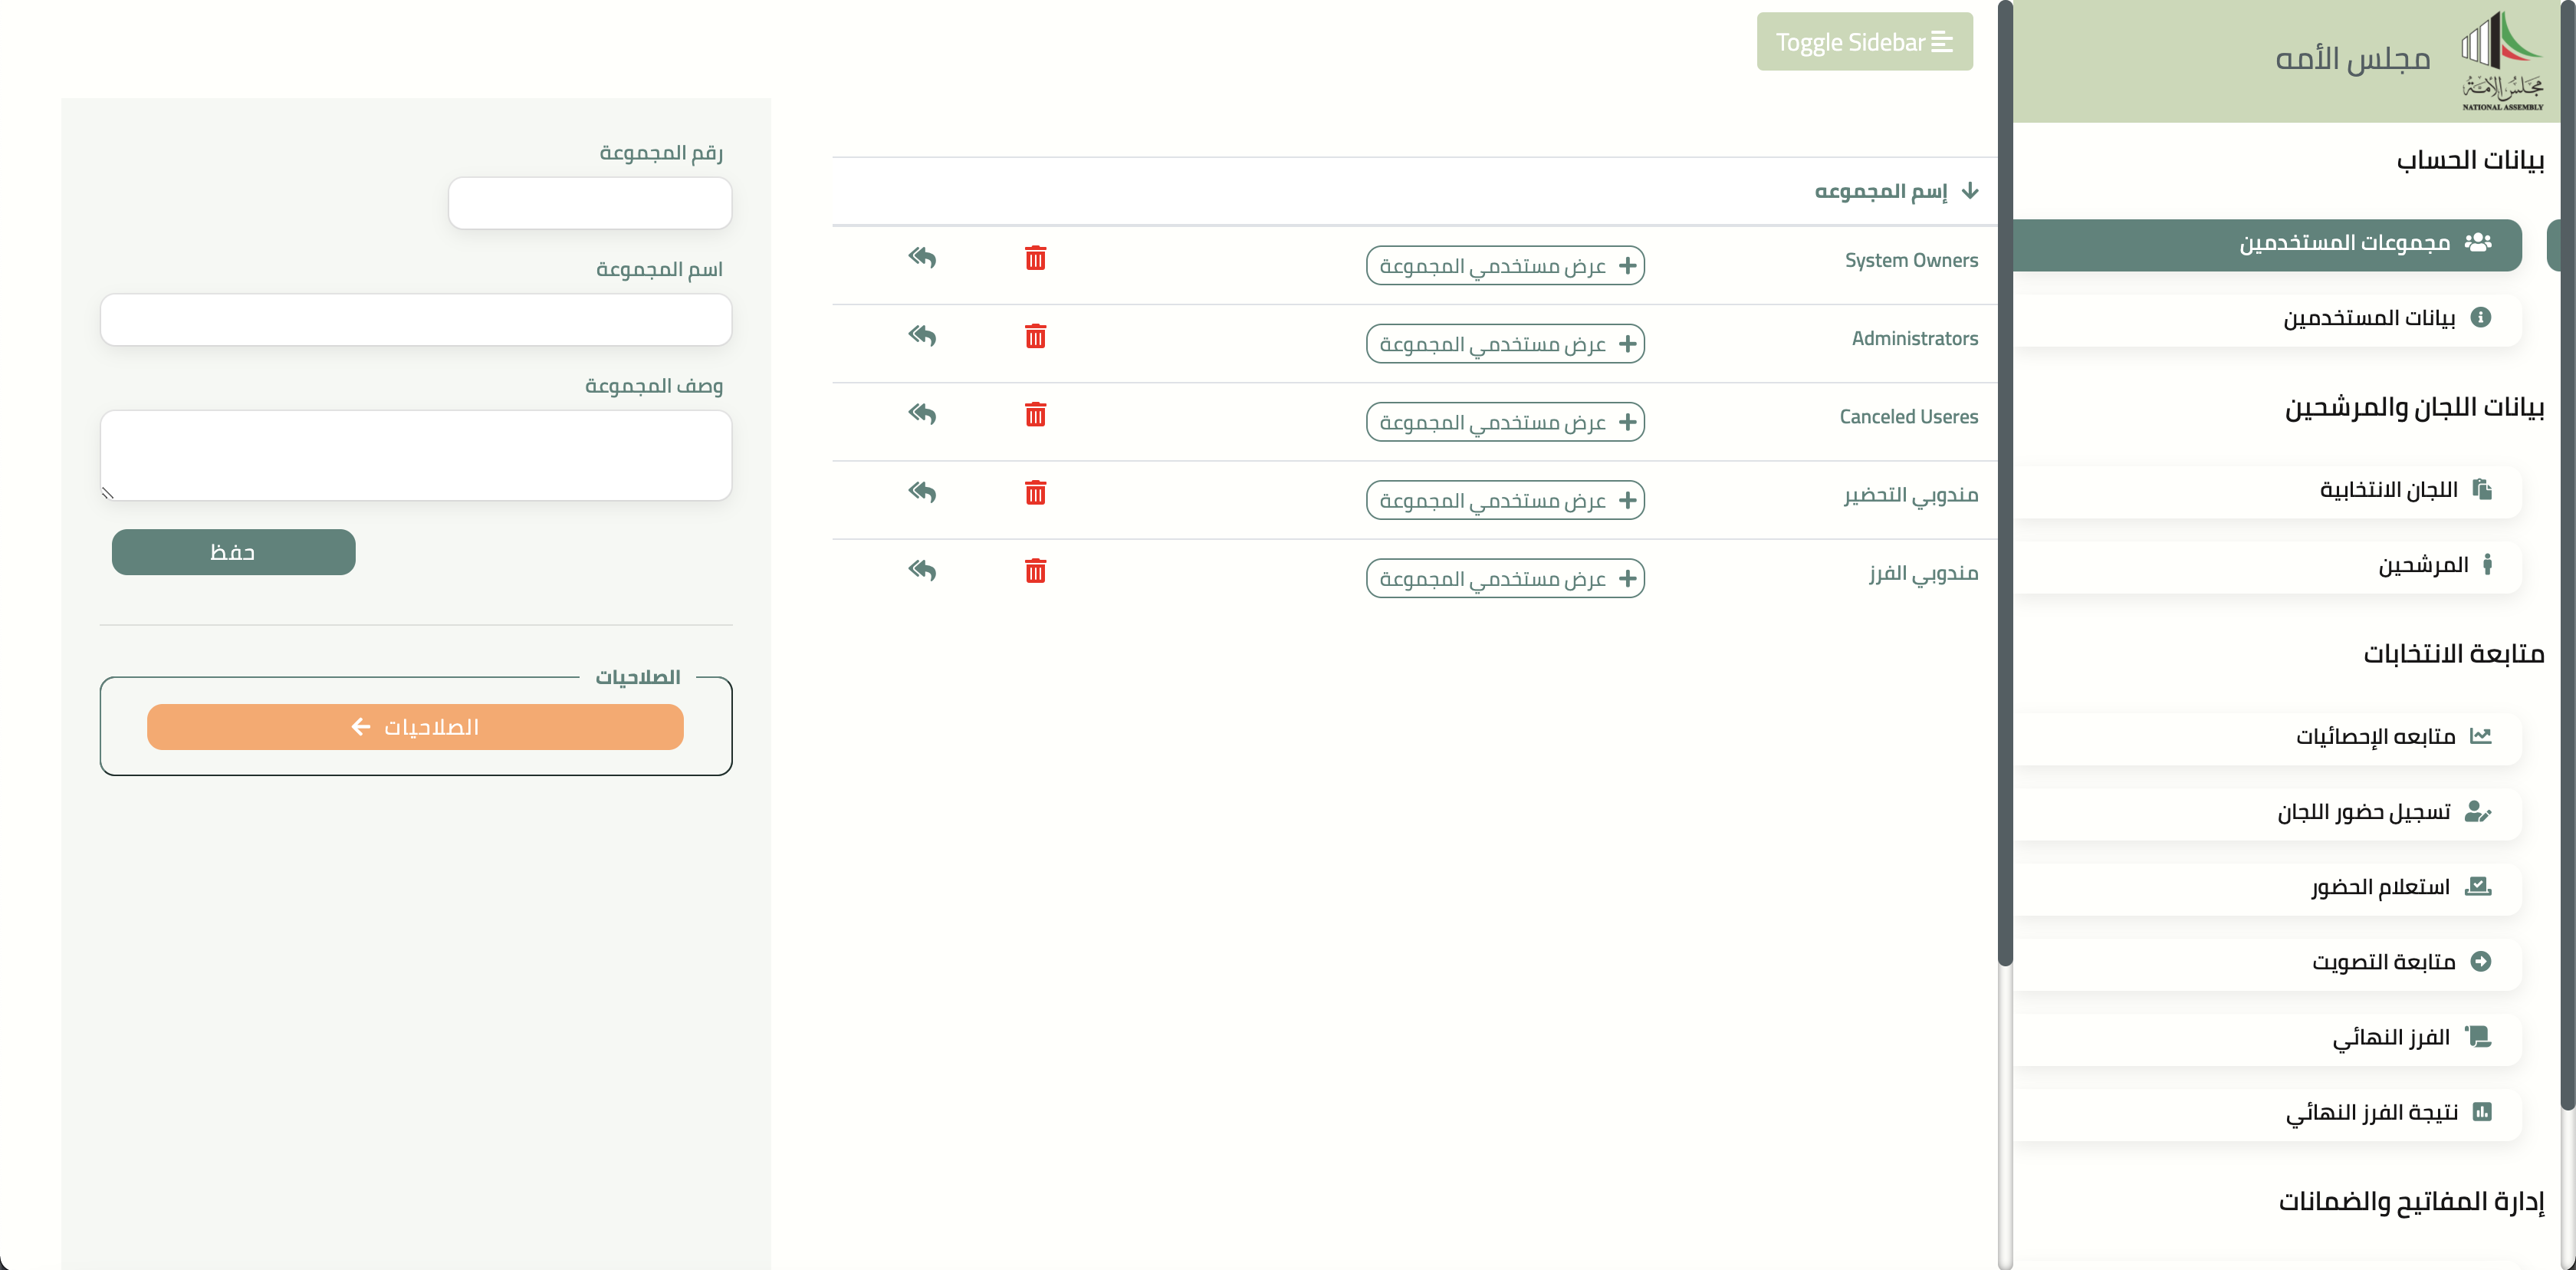 مجلس الأمه
مجلس الأمة
NATIONAL ASSEMBLY
بيانات الحساب
مجموعات المستخدمين
بيانات المستخدمين
بيانات اللجان والمرشحين
اللجان الانتخابية
المرشحين
متابعة الانتخابات
متابعه الإحصائيات
تسجيل حضور اللجان
استعلام الحضور
متابعة التصويت
الفرز النهائي
نتيجة الفرز النهائي
إدارة المفاتيح والضمانات
Toggle Sidebar
إسم المجموعه
System Owners
عرض مستخدمي المجموعة
Administrators
عرض مستخدمي المجموعة
Canceled Useres
عرض مستخدمي المجموعة
مندوبي التحضير
عرض مستخدمي المجموعة
مندوبي الفرز
عرض مستخدمي المجموعة
رقم المجموعة
اسم المجموعة
وصف المجموعة
حفظ
الصلاحيات
الصلاحيات